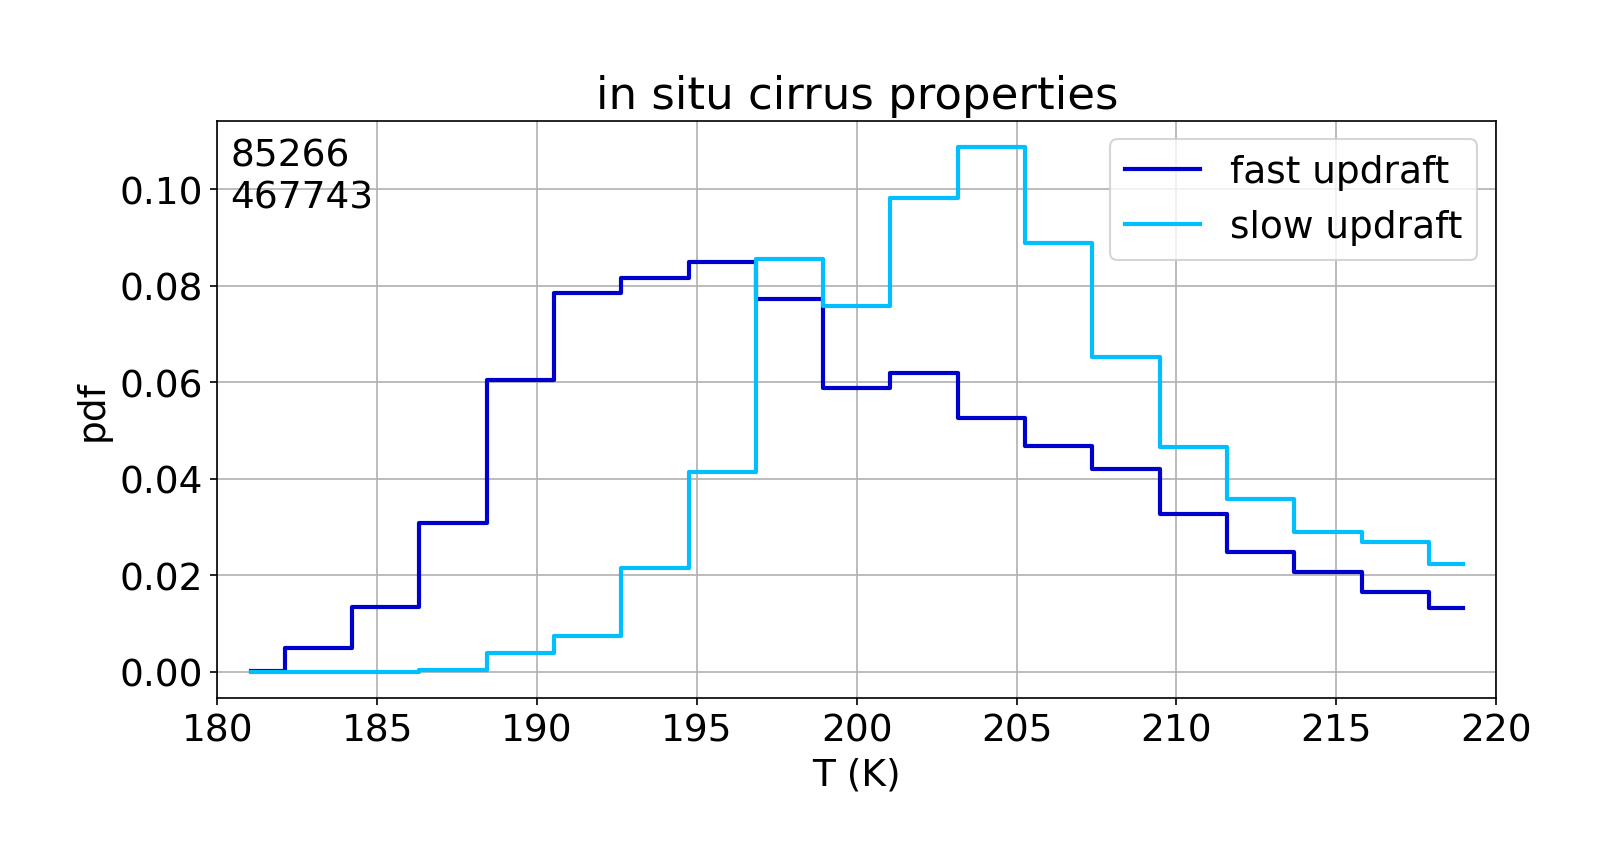 in situ cirrus properties
85266
467743
fast updraft
slow updraft
pdf
0.10
0.08
0.06
0.04
0.02
0.00
180 185 190 195 200 205 210 215 220
T (K)